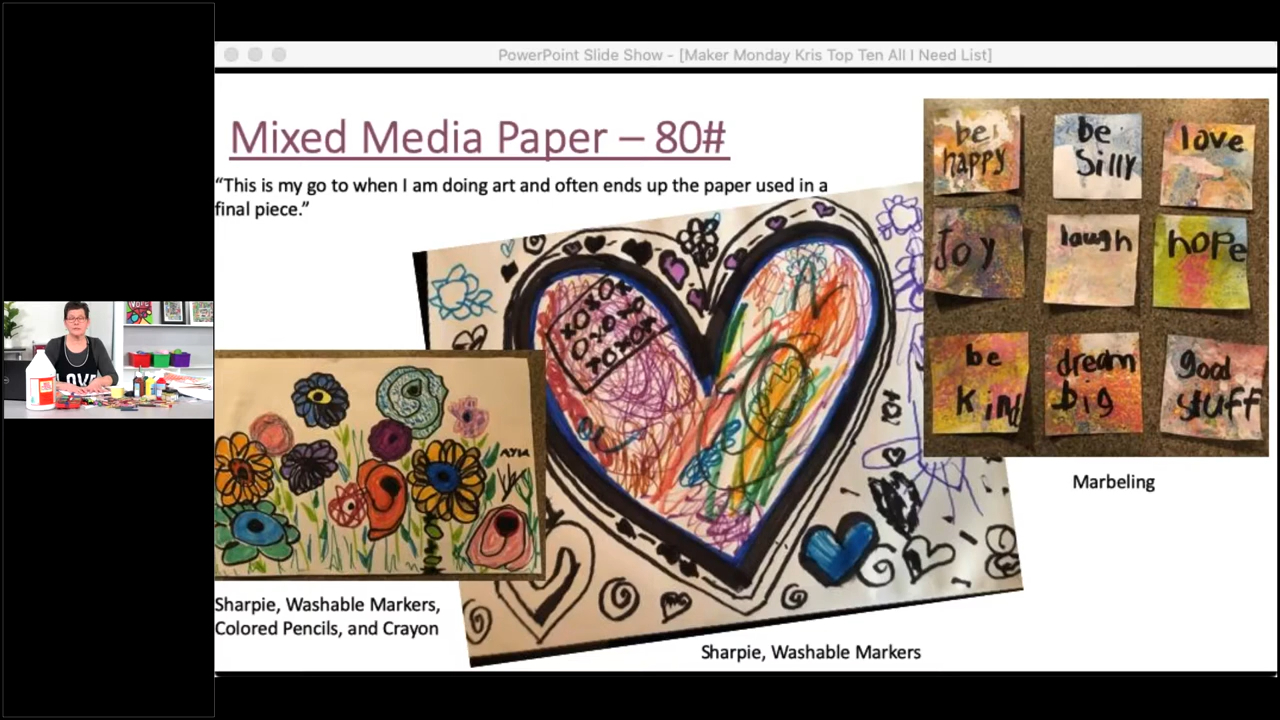 PowerPoint Slide Show - [Maker Monday Kris Top Ten All I Need List]
Mixed Media Paper – 80#
“This is my go to when I am doing art and often ends up the paper used in a
final piece.”
be
happy
be
Silly
love
Joy
laugh
hope
be
kind
dream
big
good
stuff
Marbeling
Sharpie, Washable Markers,
Colored Pencils, and Crayon
Sharpie, Washable Markers